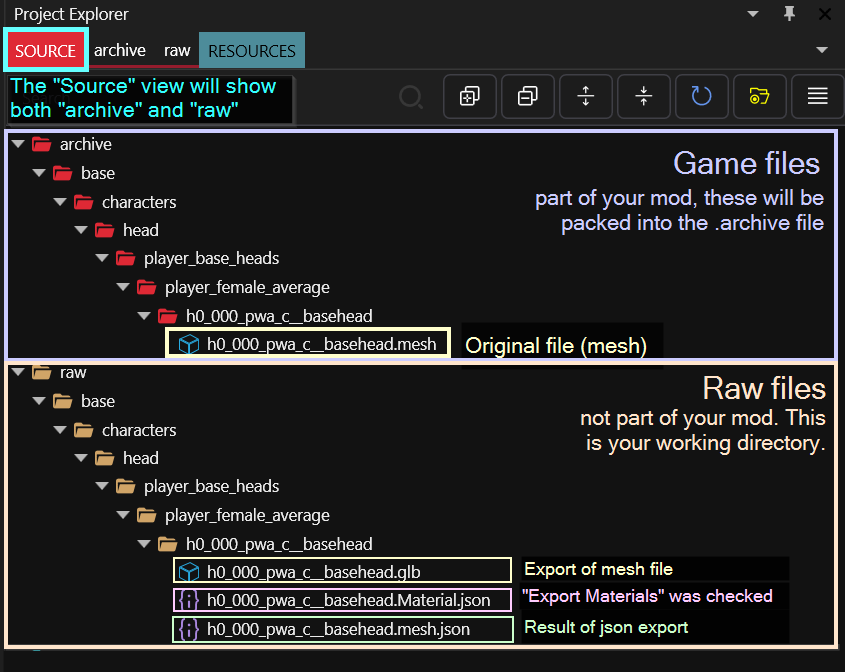 Project Explorer
SOURCE archive raw RESOURCES
The "Source" view will show
both "archive" and "raw"
archive
Game files
base
part of your mod, these will be
packed into the .archive file
characters
head
player_base_heads
player_female_average
h0_000_pwa_c__basehead
h0_000_pwa_c__basehead.mesh
Original file (mesh)
raw
Raw files
not part of your mod. This
is your working directory.
base
characters
head
player_base_heads
player_female_average
h0_000_pwa_c__basehead
h0_000_pwa_c__basehead.glb
Export of mesh file
h0_000_pwa_c__basehead.Material.json
"Export Materials" was checked
h0_000_pwa_c__basehead.mesh.json
Result of json export